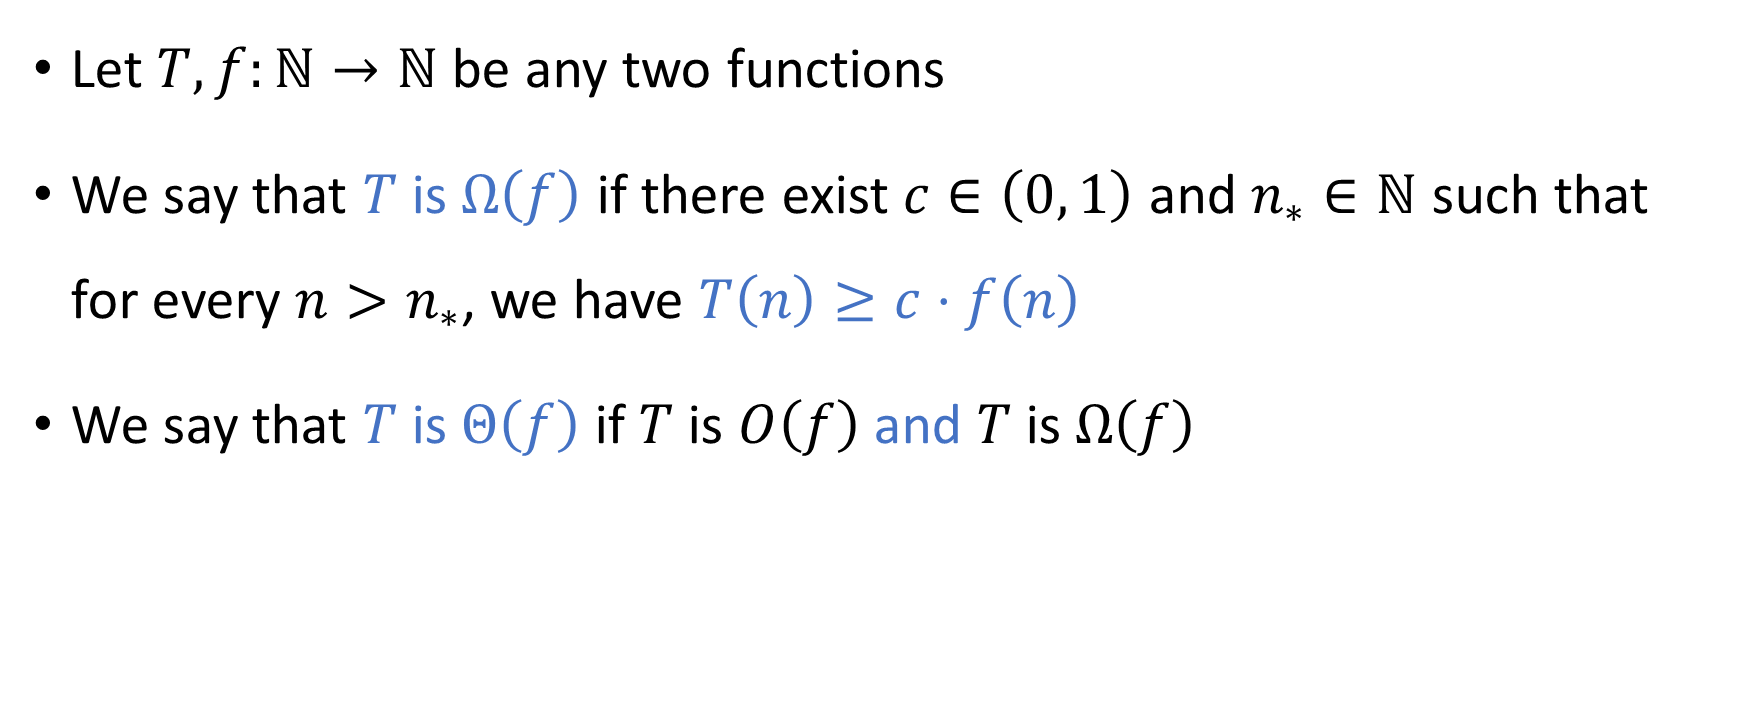 • Let 𝑇, 𝑓: ℕ → ℕ be any two functions
• We say that 𝑇 is Ω(𝑓) if there exist 𝑐 ∈ (0, 1) and 𝑛∗ ∈ ℕ such that
for every 𝑛 > 𝑛∗, we have 𝑇(𝑛) ≥ 𝑐 ⋅ 𝑓(𝑛)
• We say that 𝑇 is Θ(𝑓) if 𝑇 is 𝑂(𝑓) and 𝑇 is Ω(𝑓)